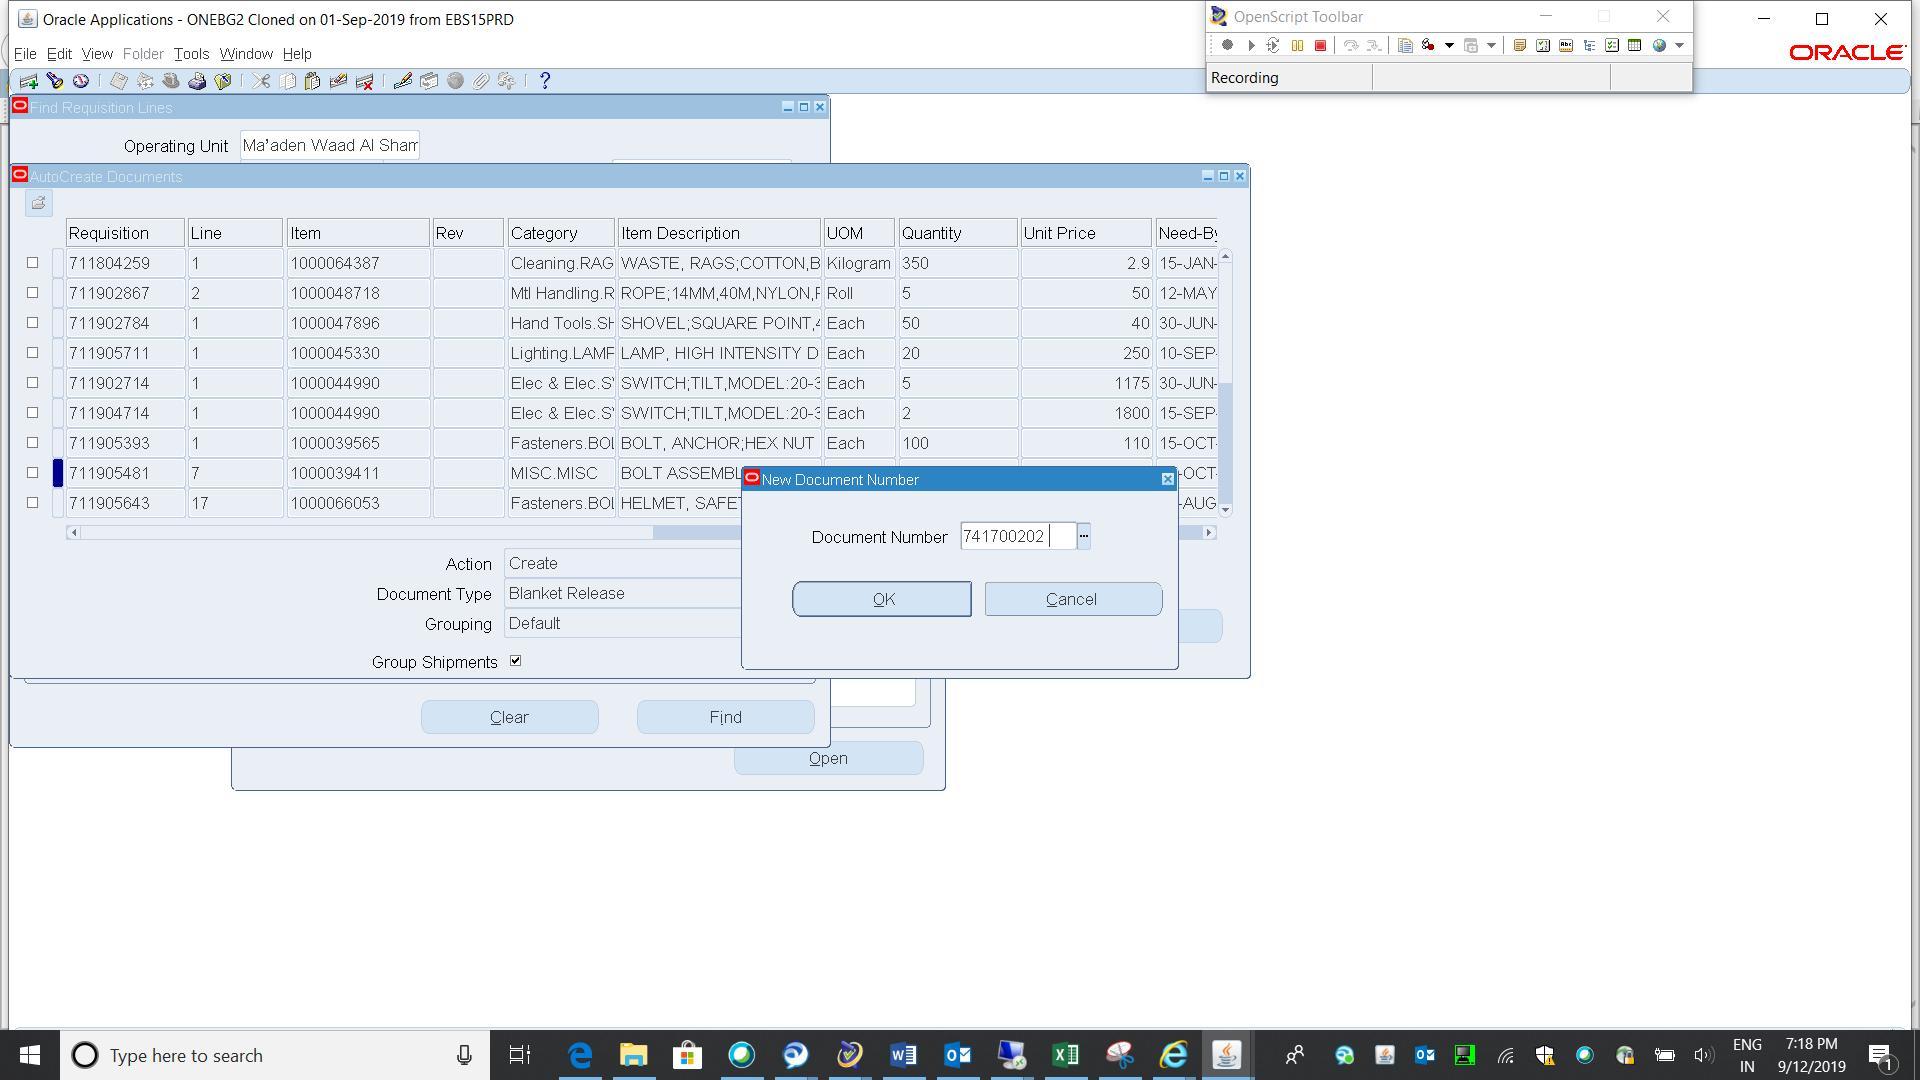 Oracle Applications - ONEBG2 Cloned on 01-Sep-2019 from EBS15PRD
OpenScript Toolbar
File Edit View Folder Tools Window Help
ORACLE
Recording
Find Requisition Lines
Operating Unit Ma'aden Waad Al Sham
AutoCreate Documents
Requisition Line Item Rev Category Item Description UOM Quantity Unit Price Need-By
711804259 1 1000064387 Cleaning.RAG WASTE, RAGS;COTTON,B Kilogram 350 2.9 15-JAN-
711902867 2 1000048718 Mtl Handling.R ROPE;14MM,40M,NYLON,F Roll 5 50 12-MAY
711902784 1 1000047896 Hand Tools.SH SHOVEL;SQUARE POINT,4 Each 50 40 30-JUN-
711905711 1 1000045330 Lighting.LAMF LAMP, HIGH INTENSITY D Each 20 250 10-SEP-
711902714 1 1000044990 Elec & Elec.S SWITCH;TILT,MODEL:20-3 Each 5 1175 30-JUN-
711904714 1 1000044990 Elec & Elec.S SWITCH;TILT,MODEL:20-3 Each 2 1800 15-SEP-
711905393 1 1000039565 Fasteners.BOL BOLT, ANCHOR;HEX NUT Each 100 110 15-OCT-
711905481 7 1000039411 MISC.MISC BOLT ASSEMBL -OCT-
711905643 17 1000066053 Fasteners.BOL HELMET, SAFET -AUG
New Document Number
Document Number 741700202
OK Cancel
Action Create
Document Type Blanket Release
Grouping Default
Group Shipments
Clear Find
Open
Type here to search
ENG
IN
7:18 PM
9/12/2019
1